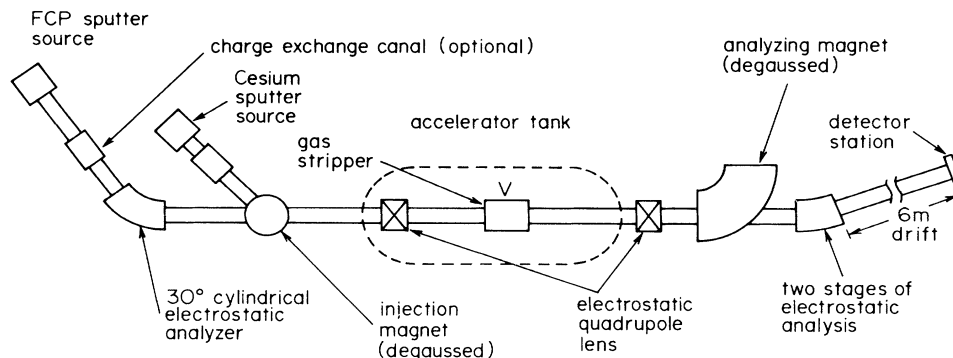 FCP sputter
source
charge exchange canal (optional)
Cesium
sputter
source
gas
stripper
accelerator tank
V
analyzing magnet
(degaussed)
detector
station
6m
drift
30° cylindrical
electrostatic
analyzer
injection
magnet
(degaussed)
electrostatic
quadrupole
lens
two stages of
electrostatic
analysis